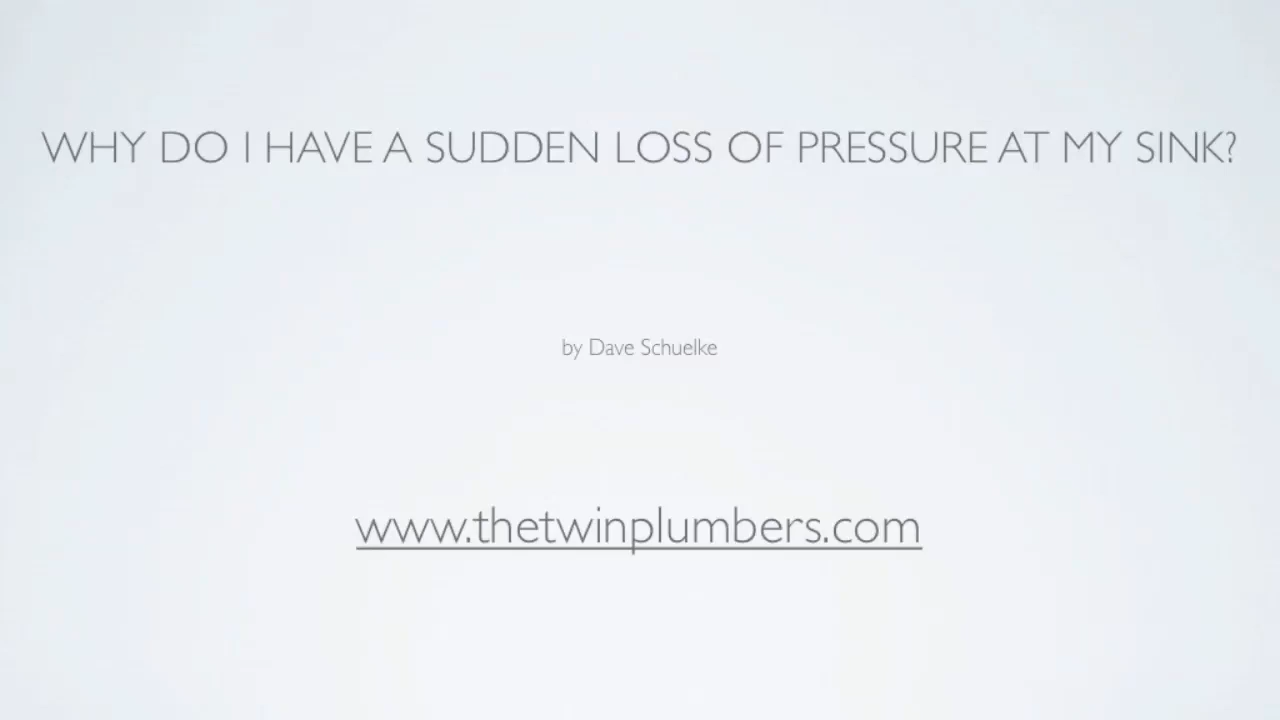 WHY DO I HAVE A SUDDEN LOSS OF PRESSURE AT MY SINK?
by Dave Schuelke
www.thetwinplumbers.com